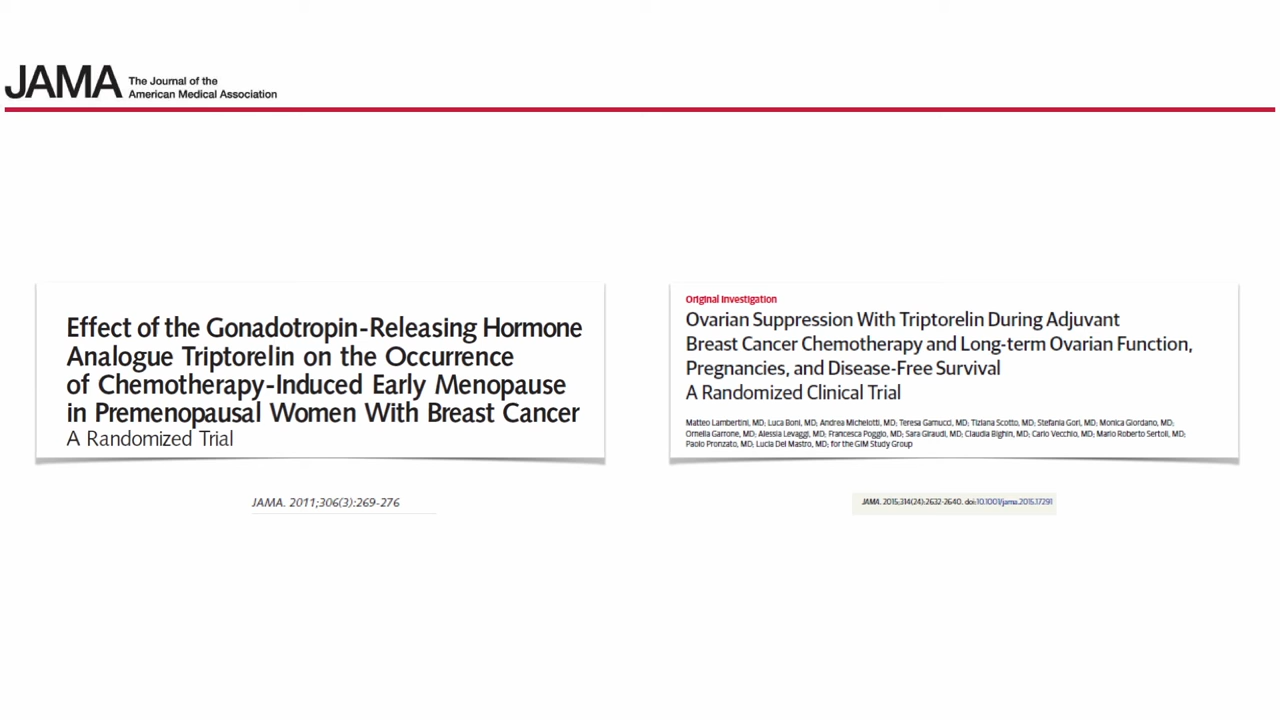 JAMA
The Journal of the
American Medical Association
Effect of the Gonadotropin-Releasing Hormone
Analogue Triptorelin on the Occurrence
of Chemotherapy-Induced Early Menopause
in Premenopausal Women With Breast Cancer
A Randomized Trial
JAMA. 2011;306(3):269-276
Original Investigation
Ovarian Suppression With Triptorelin During Adjuvant
Breast Cancer Chemotherapy and Long-term Ovarian Function,
Pregnancies, and Disease-Free Survival
A Randomized Clinical Trial
Matteo Lambertini, MD; Luca Boni, MD; Andrea Michelotti, MD; Teresa Gamucci, MD; Tiziana Scotto, MD; Stefania Gori, MD; Monica Giordano, MD;
Ornella Garrone, MD; Alessia Levaggi, MD; Francesca Poggio, MD; Sara Giraudi, MD; Claudia Bighin, MD; Carlo Vecchio, MD; Mario Roberto Sertoli, MD;
Paolo Pronzato, MD; Lucia Del Mastro, MD; for the GIM Study Group
JAMA. 2015;314(24):2632-2640. doi:10.1001/jama.2015.17291